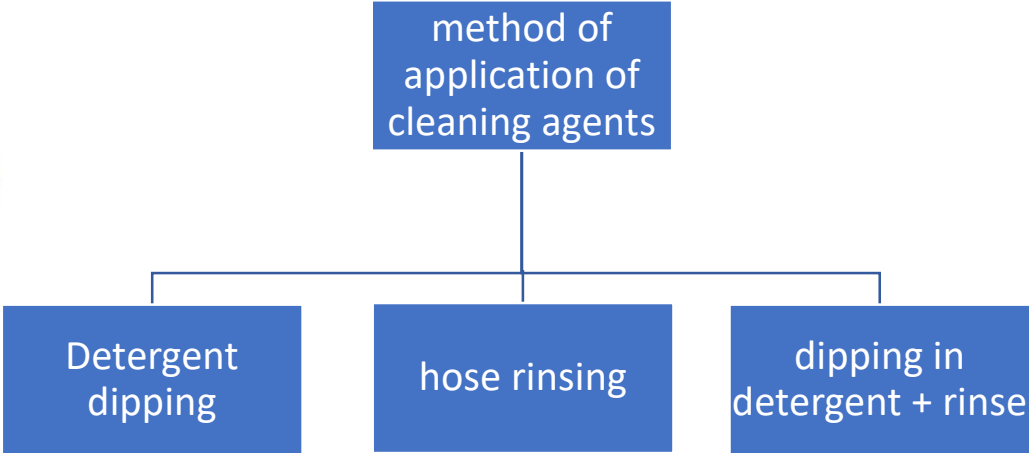 method of
application of
cleaning agents
Detergent
dipping
hose rinsing
dipping in
detergent + rinse